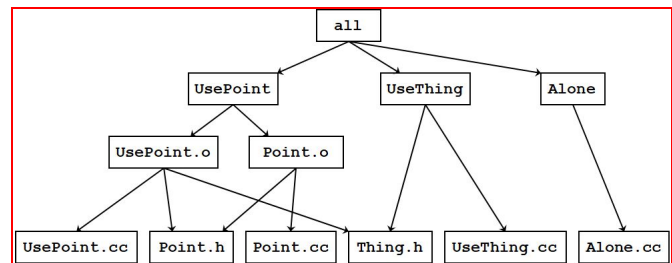 all
UsePoint UseThing Alone
UsePoint.o Point.o
UsePoint.cc Point.h Point.cc Thing.h UseThing.cc Alone.cc